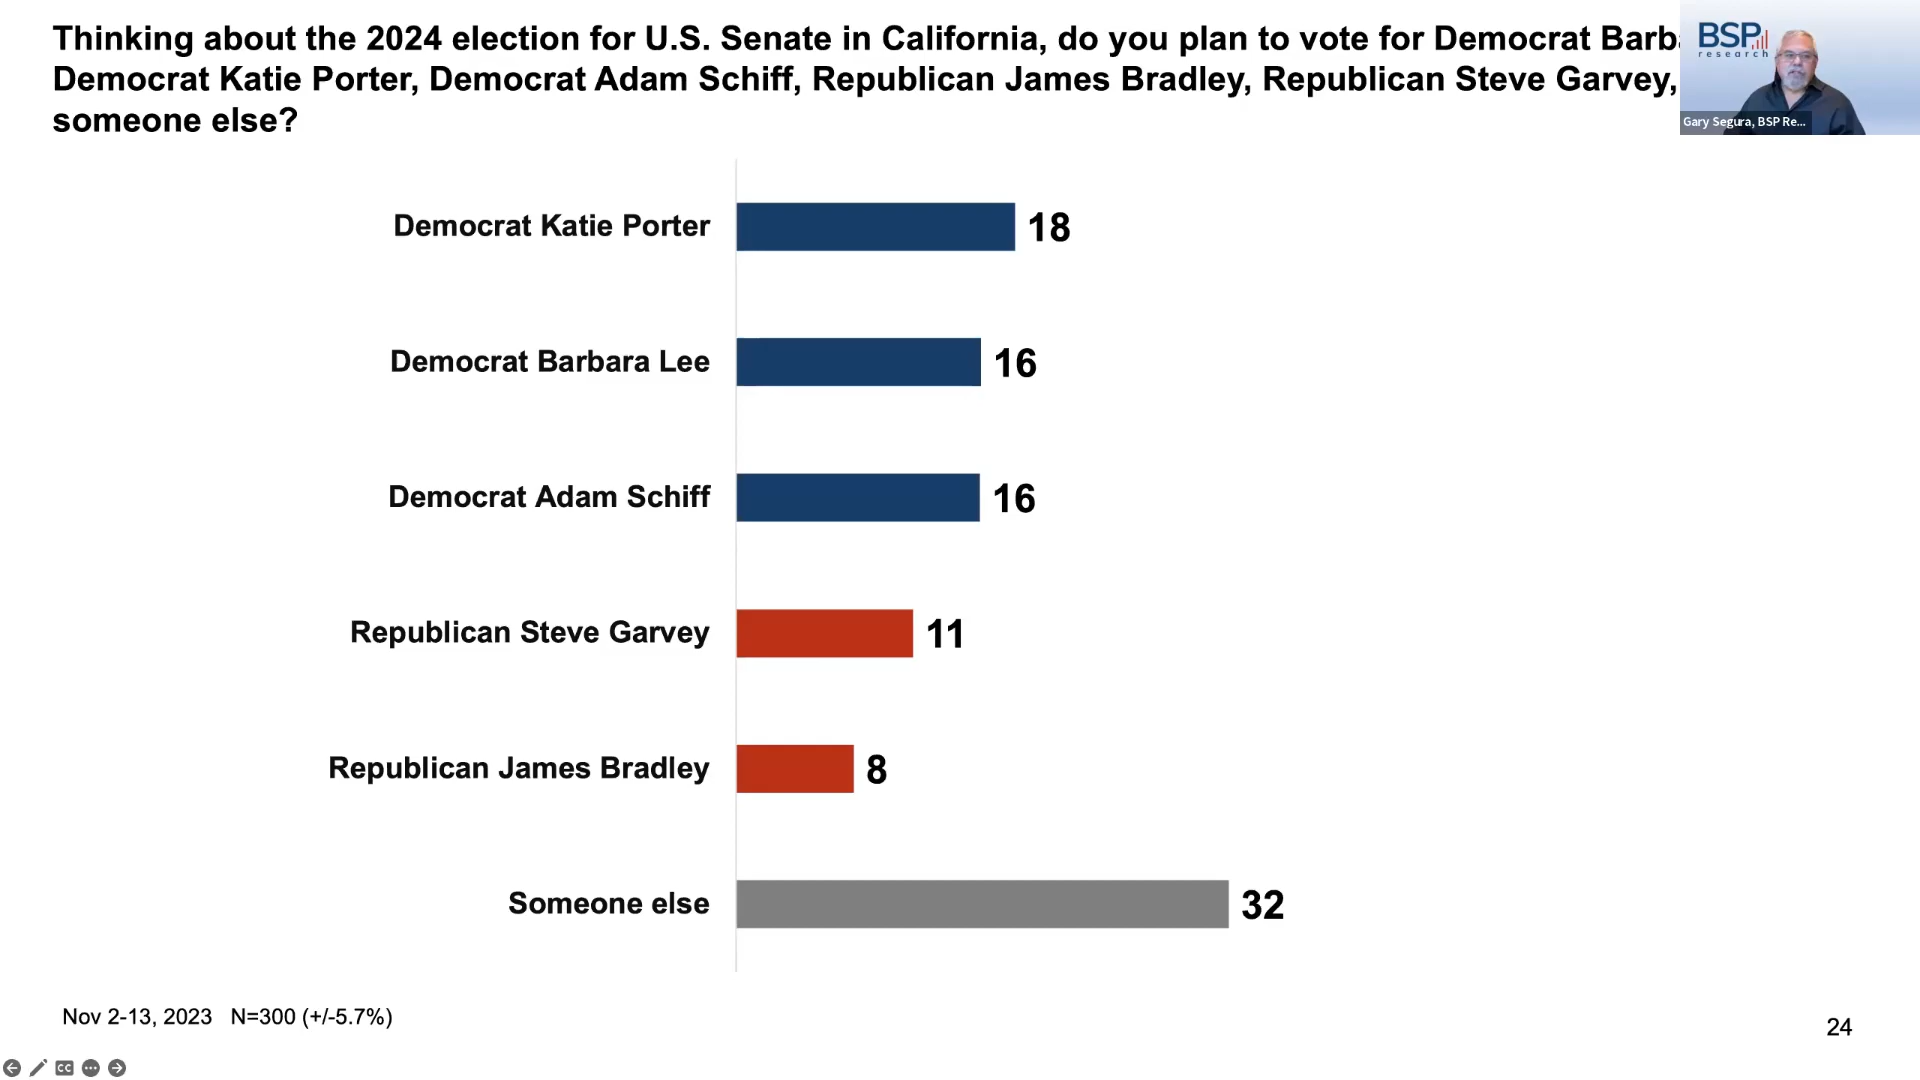 Thinking about the 2024 election for U.S. Senate in California, do you plan to vote for Democrat
Democrat Katie Porter, Democrat Adam Schiff, Republican James Bradley, Republican Steve Garvey,
someone else?
BSP
research
Gary Segura, BSP Re...
Democrat Katie Porter 18
Democrat Barbara Lee 16
Democrat Adam Schiff 16
Republican Steve Garvey 11
Republican James Bradley 8
Someone else 32
Nov 2-13, 2023 N=300 (+/-5.7%)
24
CC